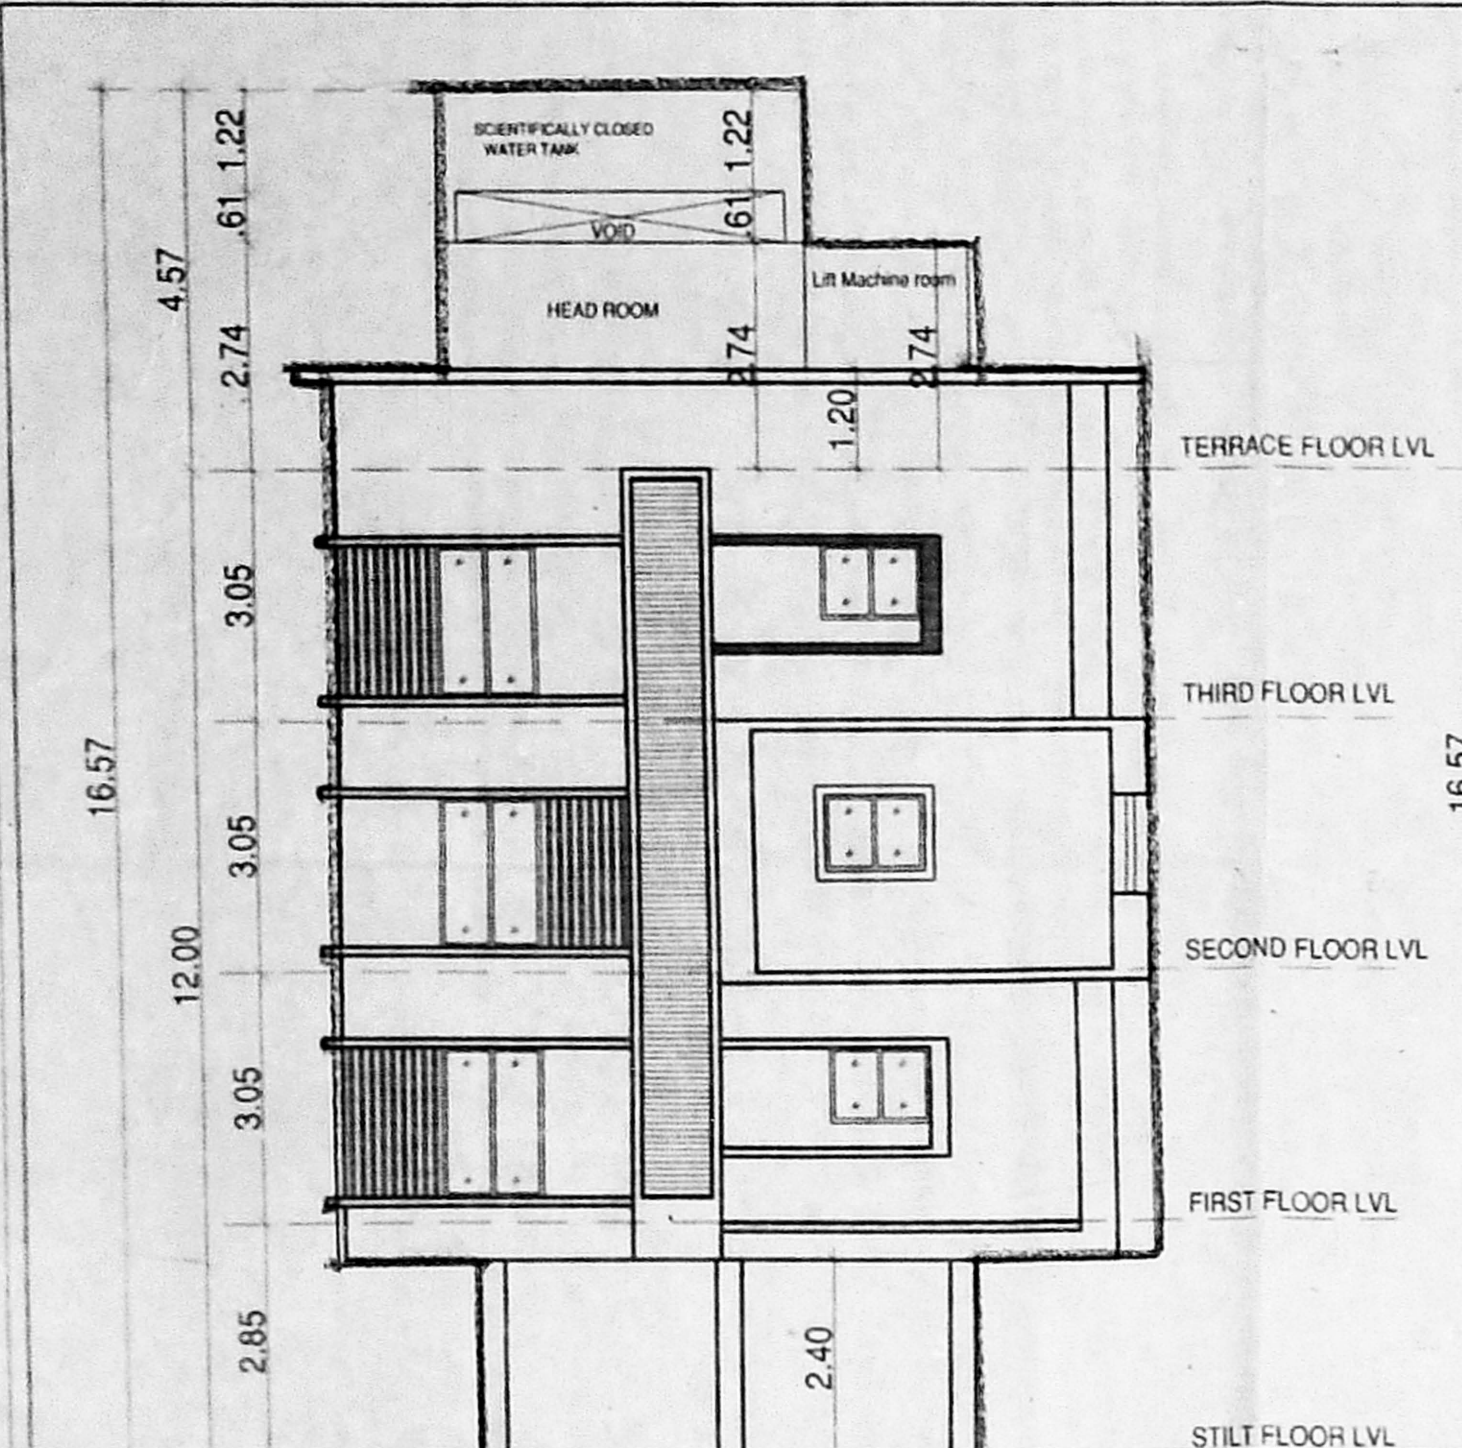 SCIENTIFICALLY CLOSED
WATER TANK
1.22
.61
1.22
.61
VOID
4.57
HEAD ROOM
Lift Machine room
2.74
2.74
2.74
1.20
TERRACE FLOOR LVL
3.05
THIRD FLOOR LVL
16.57
16.57
3.05
12.00
SECOND FLOOR LVL
3.05
FIRST FLOOR LVL
2.85
2.40
STILT FLOOR LVL